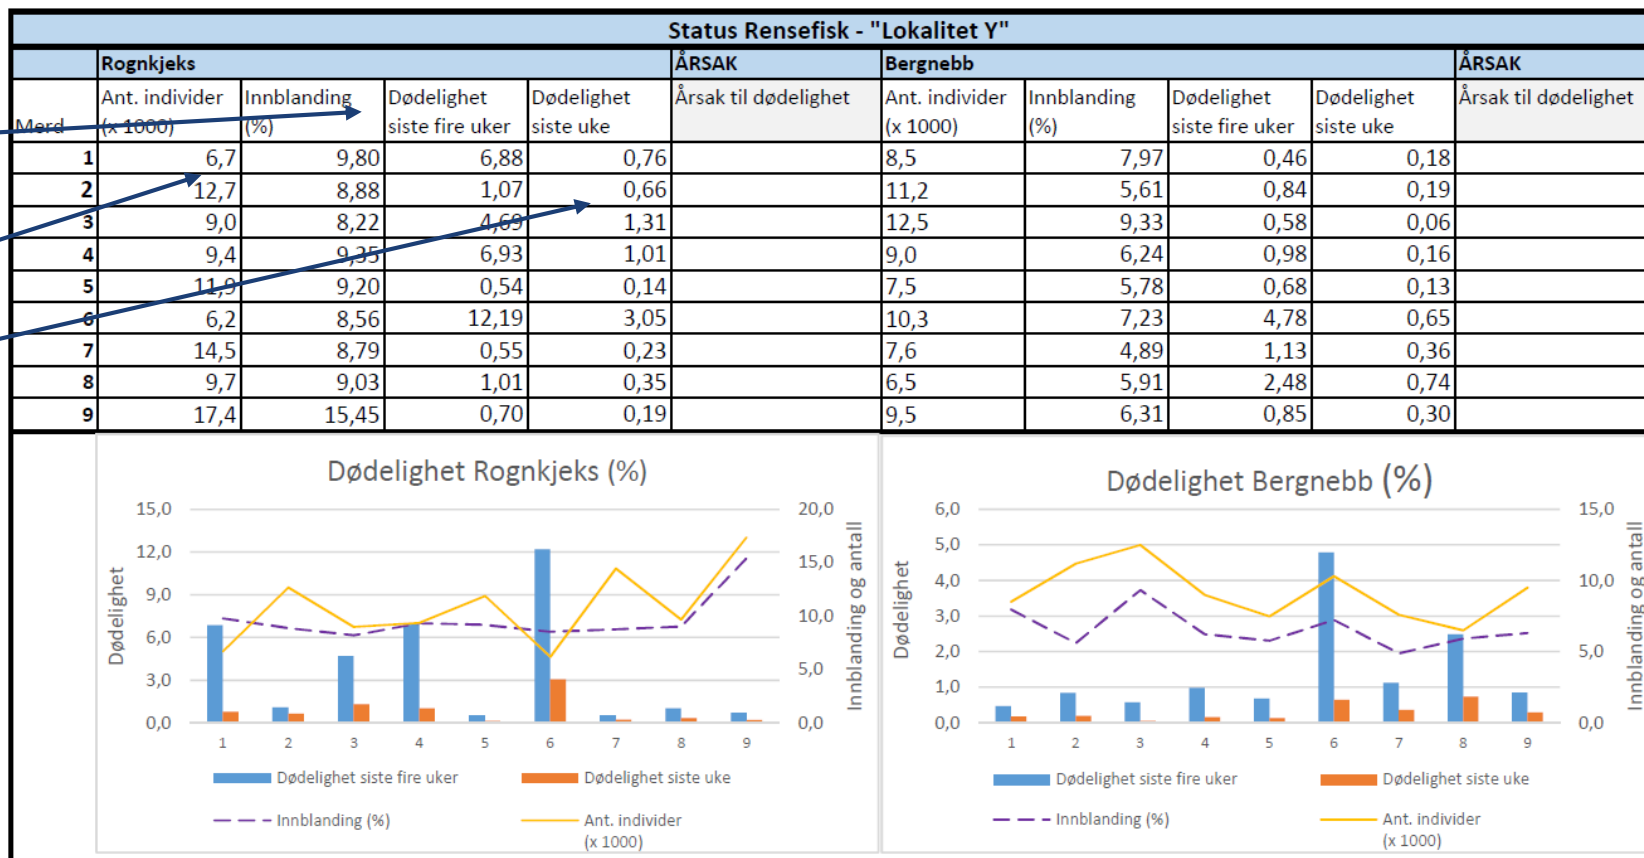 Status Rensefisk - "Lokalitet Y"
Rognkjeks ÅRSAK Bergnebb ÅRSAK
Merd Ant. individer (x 1000) Innblanding (%) Dødelighet siste fire uker Dødelighet siste uke Årsak til dødelighet Ant. individer (x 1000) Innblanding (%) Dødelighet siste fire uker Dødelighet siste uke Årsak til dødelighet
1 6,7 9,80 6,88 0,76 8,5 7,97 0,46 0,18
2 12,7 8,88 1,07 0,66 11,2 5,61 0,84 0,19
3 9,0 8,22 4,69 1,31 12,5 9,33 0,58 0,06
4 9,4 9,35 6,93 1,01 9,0 6,24 0,98 0,16
5 11,9 9,20 0,54 0,14 7,5 5,78 0,68 0,13
6 6,2 8,56 12,19 3,05 10,3 7,23 4,78 0,65
7 14,5 8,79 0,55 0,23 7,6 4,89 1,13 0,36
8 9,7 9,03 1,01 0,35 6,5 5,91 2,48 0,74
9 17,4 15,45 0,70 0,19 9,5 6,31 0,85 0,30
Dødelighet Rognkjeks (%)
Dødelighet
15,0
12,0
9,0
6,0
3,0
0,0
20,0
15,0
10,0
5,0
0,0
Innblanding og antall
1 2 3 4 5 6 7 8 9
Dødelighet siste fire uker Dødelighet siste uke
Innblanding (%) Ant. individer
(x 1000)
Dødelighet Bergnebb (%)
Dødelighet
6,0
5,0
4,0
3,0
2,0
1,0
0,0
15,0
10,0
5,0
0,0
Innblanding og antall
1 2 3 4 5 6 7 8 9
Dødelighet siste fire uker Dødelighet siste uke
Innblanding (%) Ant. individer
(x 1000)